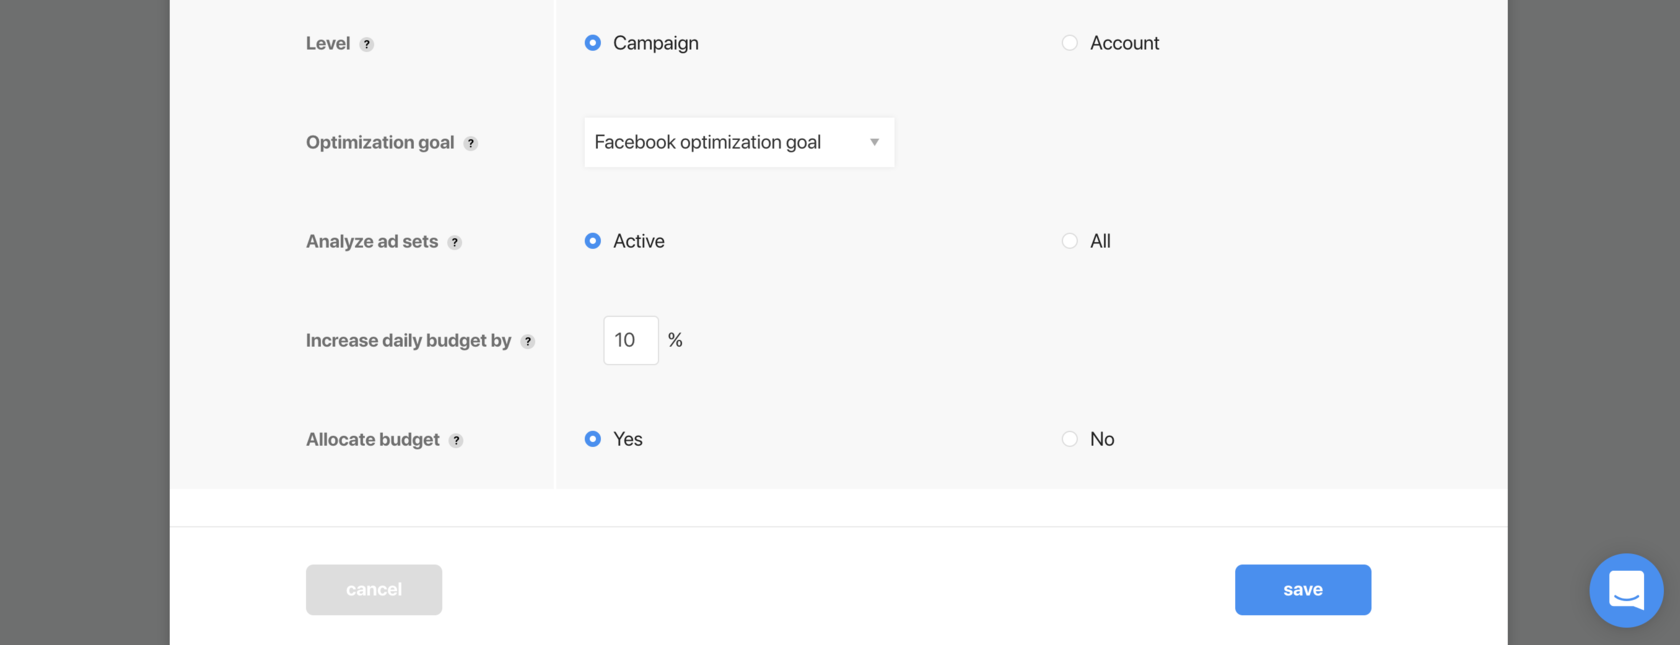 Level ? Campaign Account
Optimization goal ? Facebook optimization goal
Analyze ad sets ? Active All
Increase daily budget by ? 10 %
Allocate budget ? Yes No
cancel save